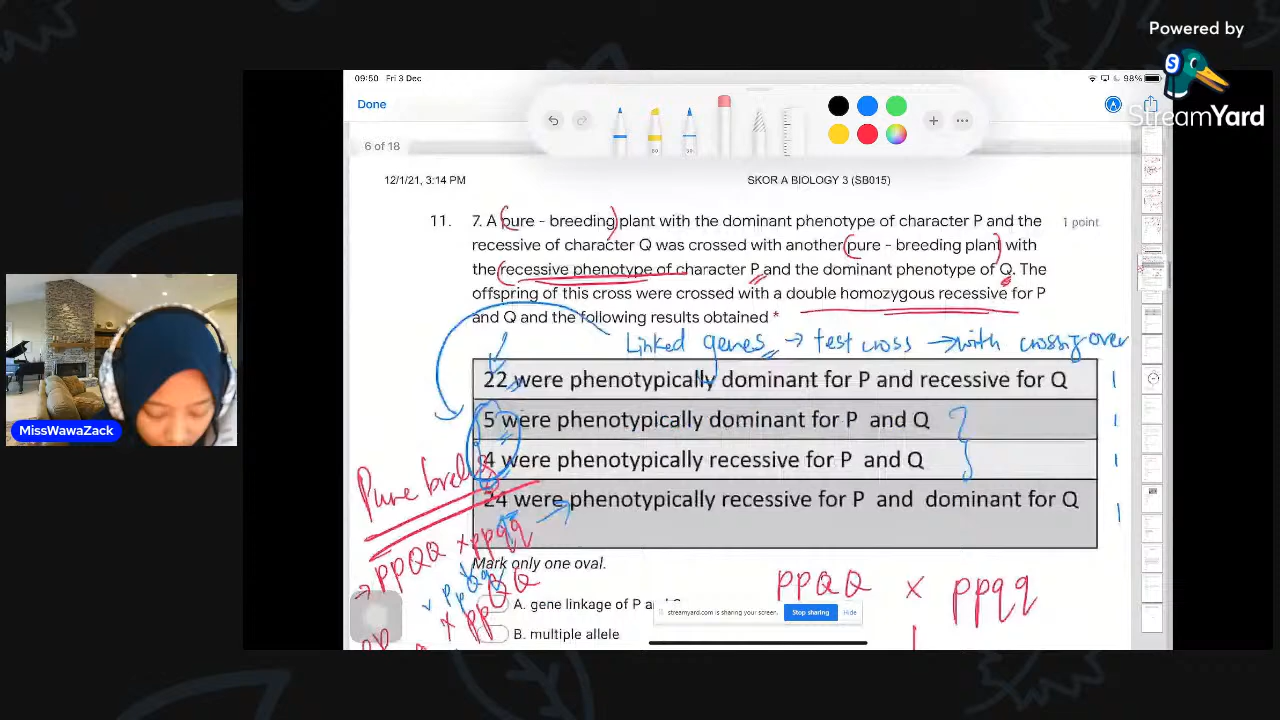 Powered by
StreamYard
09:50 Fri 3 Dec
98%
Done
6 of 18
12/1/21, 3:14 PM
SKOR A BIOLOGY 3 (SB015)
11
7. A pure - breeding plant with the dominant phenotype of character P and the
1 point
recessive of character Q was crossed with another pure - breeding plant with
the recessive phenotype of character P and the dominant phenotype of Q. The
offspring of this cross were crossed with a double homozygous recessive for P
and Q and the following results obtained *
Linked genes → test cross → with crossing over
22 were phenotypically dominant for P and recessive for Q
1
5 were phenotypically dominant for P and Q
1
4 were phenotypically recessive for P and Q
1
24 were phenotypically recessive for P and dominant for Q
1
Pure breeding
Mark only one oval.
A. gene linkage of P a
B. multiple allele
streamyard.com is sharing your screen.
Stop sharing
Hide
MissWawaZack